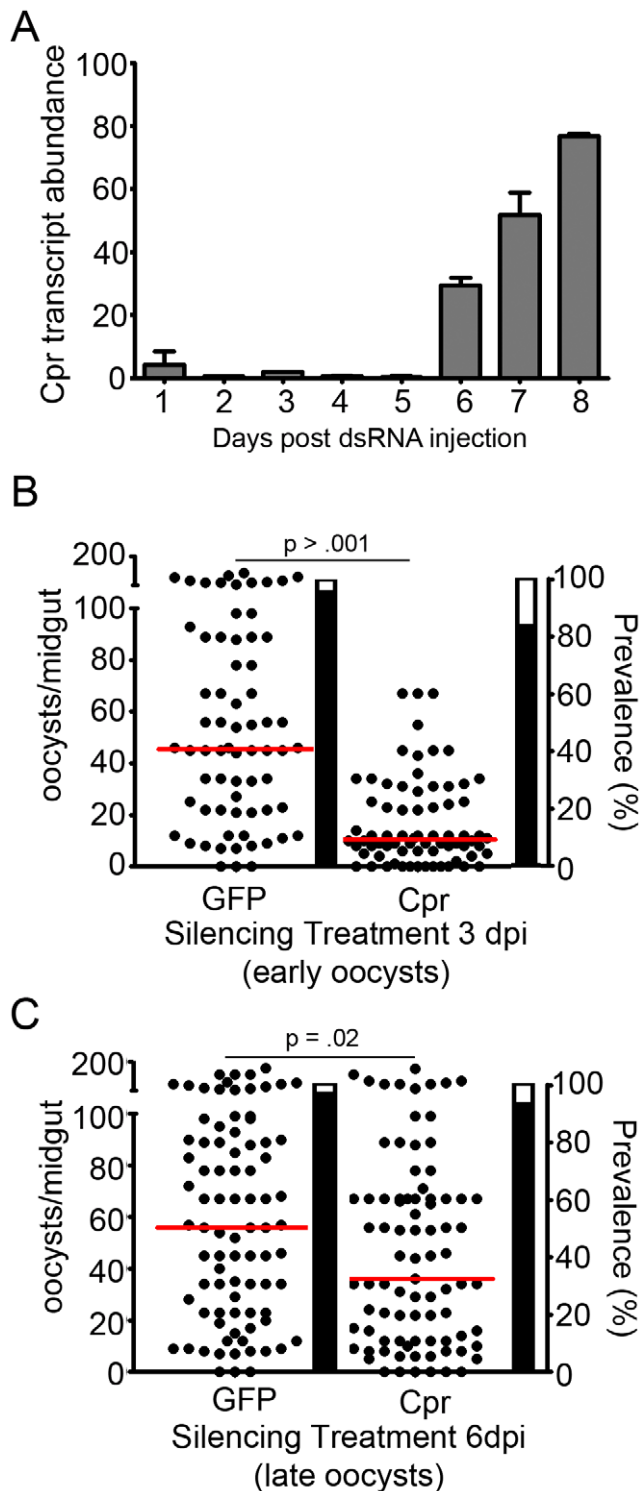 A
Cpr transcript abundance
100
80
60
40
20
0
1 2 3 4 5 6 7 8
Days post dsRNA injection
B
p > .001
oocysts/midgut
200
100
80
60
40
20
0
100
80
60
40
20
0
Prevalence (%)
GFP Cpr
Silencing Treatment 3 dpi
(early oocysts)
C
p = .02
oocysts/midgut
200
100
80
60
40
20
0
100
80
60
40
20
0
Prevalence (%)
GFP Cpr
Silencing Treatment 6dpi
(late oocysts)